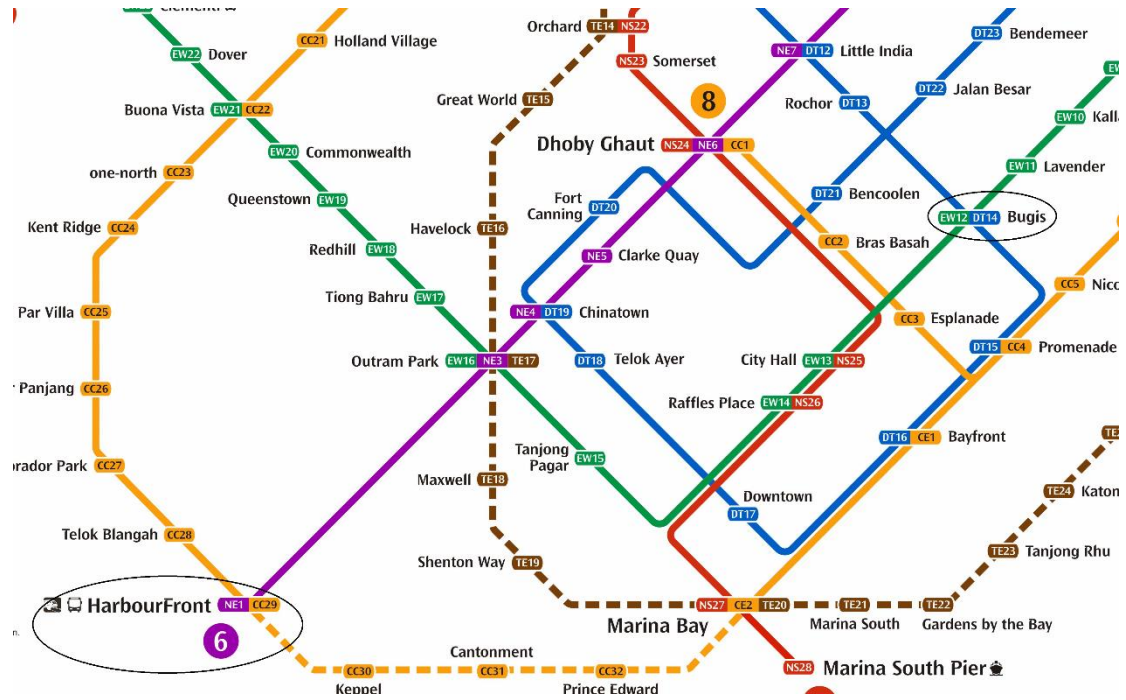 CC21 Holland Village
EW22 Dover
Buona Vista EW21 CC22
EW20 Commonwealth
one-north CC23
Queenstown EW19
Kent Ridge CC24
Redhill EW18
Tiong Bahru EW17
Par Villa CC25
Outram Park EW16 NE3 TE17
Panjang CC26
Tanjong
Pagar EW15
rador Park CC27
Telok Blangah CC28
HarbourFront NE1 CC29
6
n.
CC30
Keppel
Cantonment
CC31
CC32
Prince Edward
Orchard TE14 NS22
NS23 Somerset
Great World TE15
8
Dhoby Ghaut NS24 NE6 CC1
Fort
Canning DT20
Havelock TE16
NE5 Clarke Quay
NE4 DT19 Chinatown
DT18 Telok Ayer
Maxwell TE18
Shenton Way TE19
Downtown
DT17
Marina Bay NS27 CE2 TE20
NS28 Marina South Pier
TE21
Marina South
TE22
Gardens by the Bay
TE23 Tanjong Rhu
TE24 Katon
TE
NE7 DT12 Little India
DT23 Bendemeer
Rochor DT13
DT22 Jalan Besar
EW10 Kall
EW11 Lavender
DT21 Bencoolen
EW12 DT14 Bugis
CC2 Bras Basah
CC5 Nico
CC3 Esplanade
City Hall EW13 NS25
DT15 CC4 Promenade
Raffles Place EW14 NS26
DT16 CE1 Bayfront